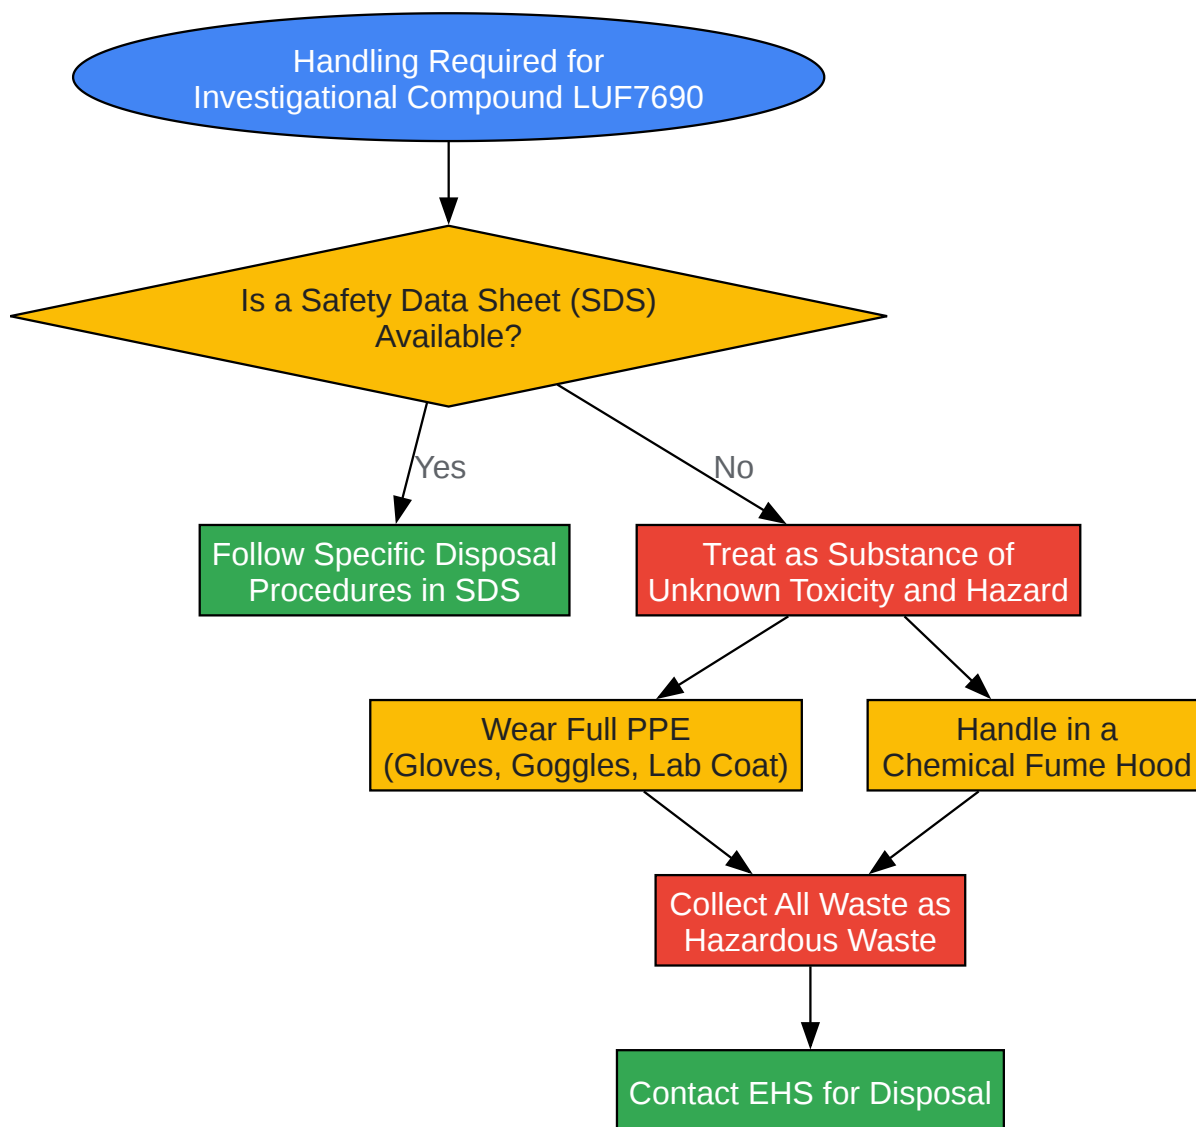 Handling Required for
Investigational Compound LUF7690
Is a Safety Data Sheet (SDS)
Available?
Yes
No
Follow Specific Disposal
Procedures in SDS
Treat as Substance of
Unknown Toxicity and Hazard
Wear Full PPE
(Gloves, Goggles, Lab Coat)
Handle in a
Chemical Fume Hood
Collect All Waste as
Hazardous Waste
Contact EHS for Disposal